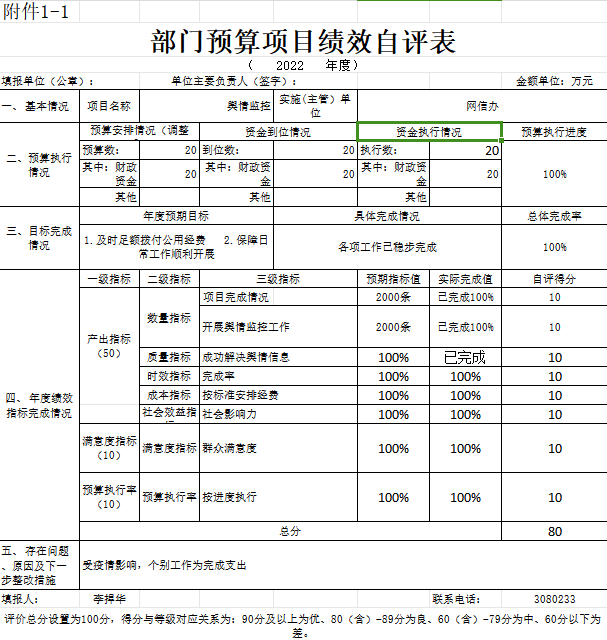 附件1-1
部门预算项目绩效自评表
（ 2022 年度）
填报单位（公章）： 单位主要负责人（签字）： 金额单位：万元
一、基本情况 项目名称 舆情监控 实施(主管）单位 网信办
二、预算执行情况 预算安排情况（调整 资金到位情况 资金执行情况 预算执行进度
预算数： 20 到位数： 20 执行数： 20 100%
其中：财政资金 20 其中：财政资金 20 其中：财政资金 20
其他 其他 其他
三、目标完成情况 年度预期目标 具体完成情况 总体完成率
1.及时足额拨付公用经费 2.保障日常工作顺利开展 各项工作已稳步完成 100%
四、年度绩效指标完成情况 一级指标 二级指标 三级指标 预期指标值 实际完成值 自评得分
产出指标（50） 数量指标 项目完成情况 2000条 已完成100% 10
开展舆情监控工作 2000条 已完成100% 10
质量指标 成功解决舆情信息 100% 已完成 10
时效指标 完成率 100% 100% 10
成本指标 按标准安排经费 100% 100% 10
社会效益指 社会影响力 100% 100% 10
满意度指标（10） 满意度指标 群众满意度 100% 100% 10
预算执行率（10） 预算执行率 按进度执行 100% 100% 10
总分 80
五、存在问题、原因及下一步整改措施 受疫情影响，个别工作为完成支出
填报人： 李择华 联系电话： 3080233
评价总分设置为100分，得分与等级对应关系为：90分及以上为优、80（含）-89分为良、60（含）-79分为中、60分以下为
差。